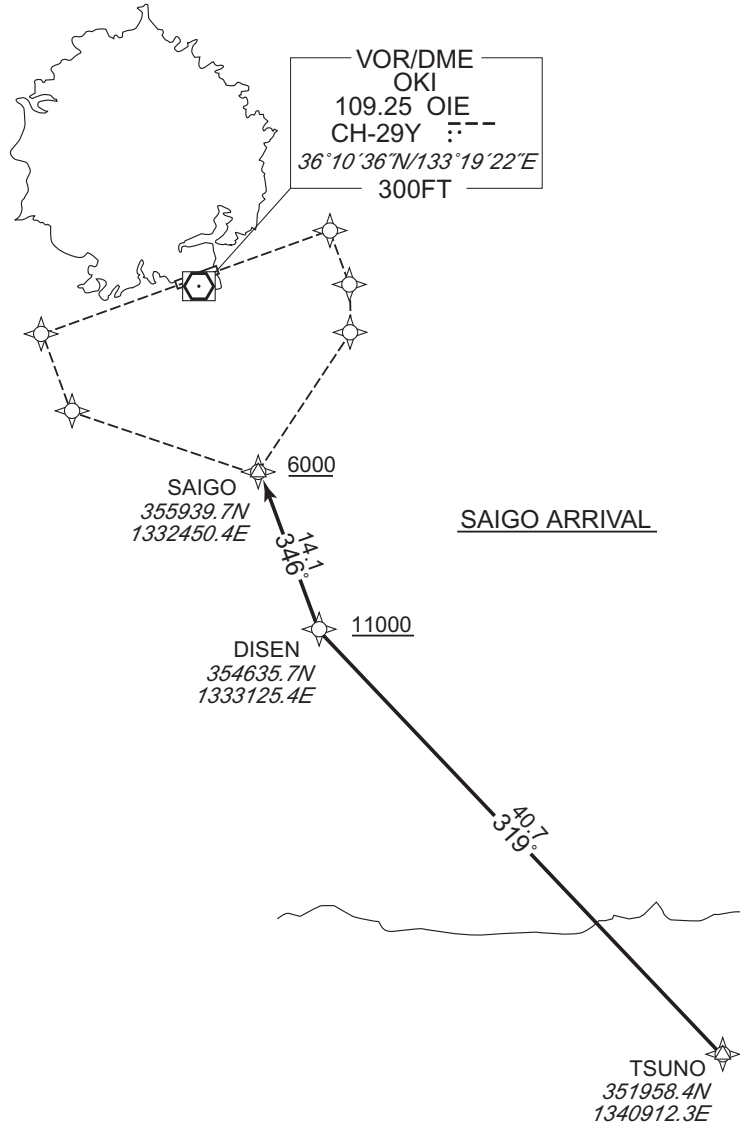 VOR/DME
OKI
109.25 OIE
CH-29Y
36°10´36˝N/133°19´22˝E
300FT
6000
SAIGO
355939.7N
1332450.4E
SAIGO ARRIVAL
14.1
346°
11000
DISEN
354635.7N
1333125.4E
40.7
319°
TSUNO
351958.4N
1340912.3E